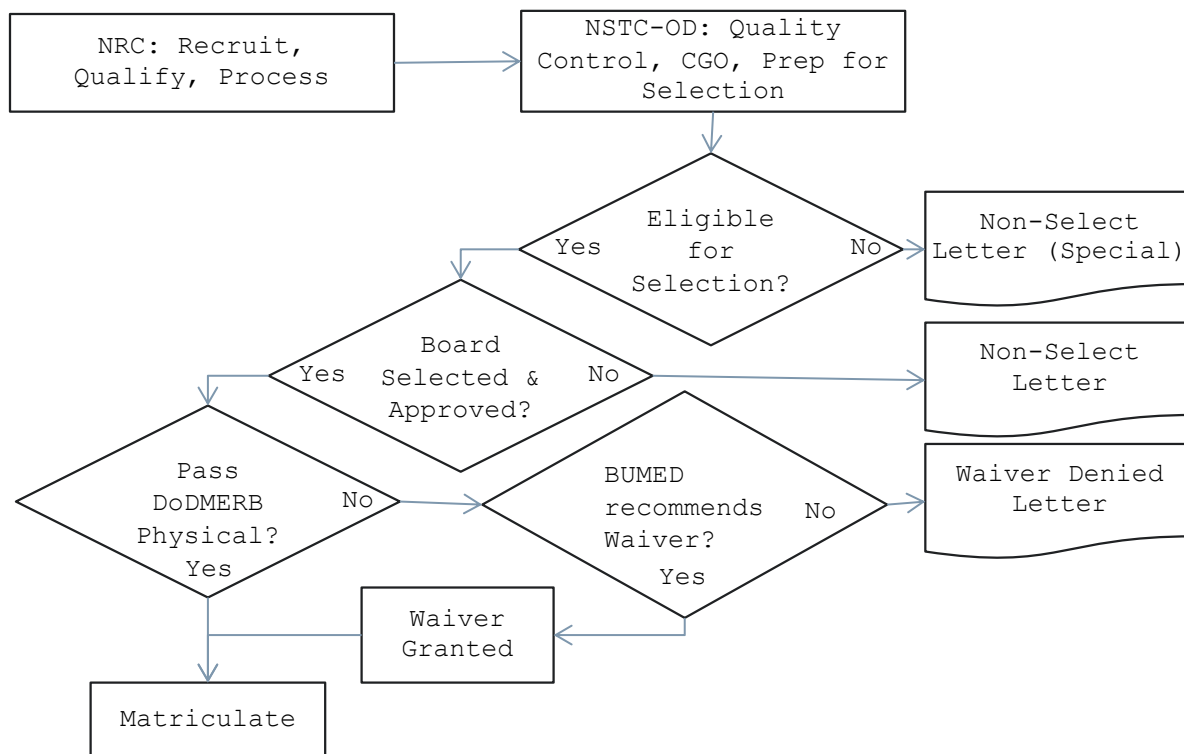 NRC: Recruit,
Qualify, Process
NSTC-OD: Quality
Control, CGO, Prep for
Selection
Eligible
for
Selection?
Yes
No
Non-Select
Letter (Special)
Board
Selected &
Approved?
Yes
No
Non-Select
Letter
Pass
DoDMERB
Physical?
No
Yes
BUMED
recommends
Waiver?
No
Yes
Waiver Denied
Letter
Waiver
Granted
Matriculate